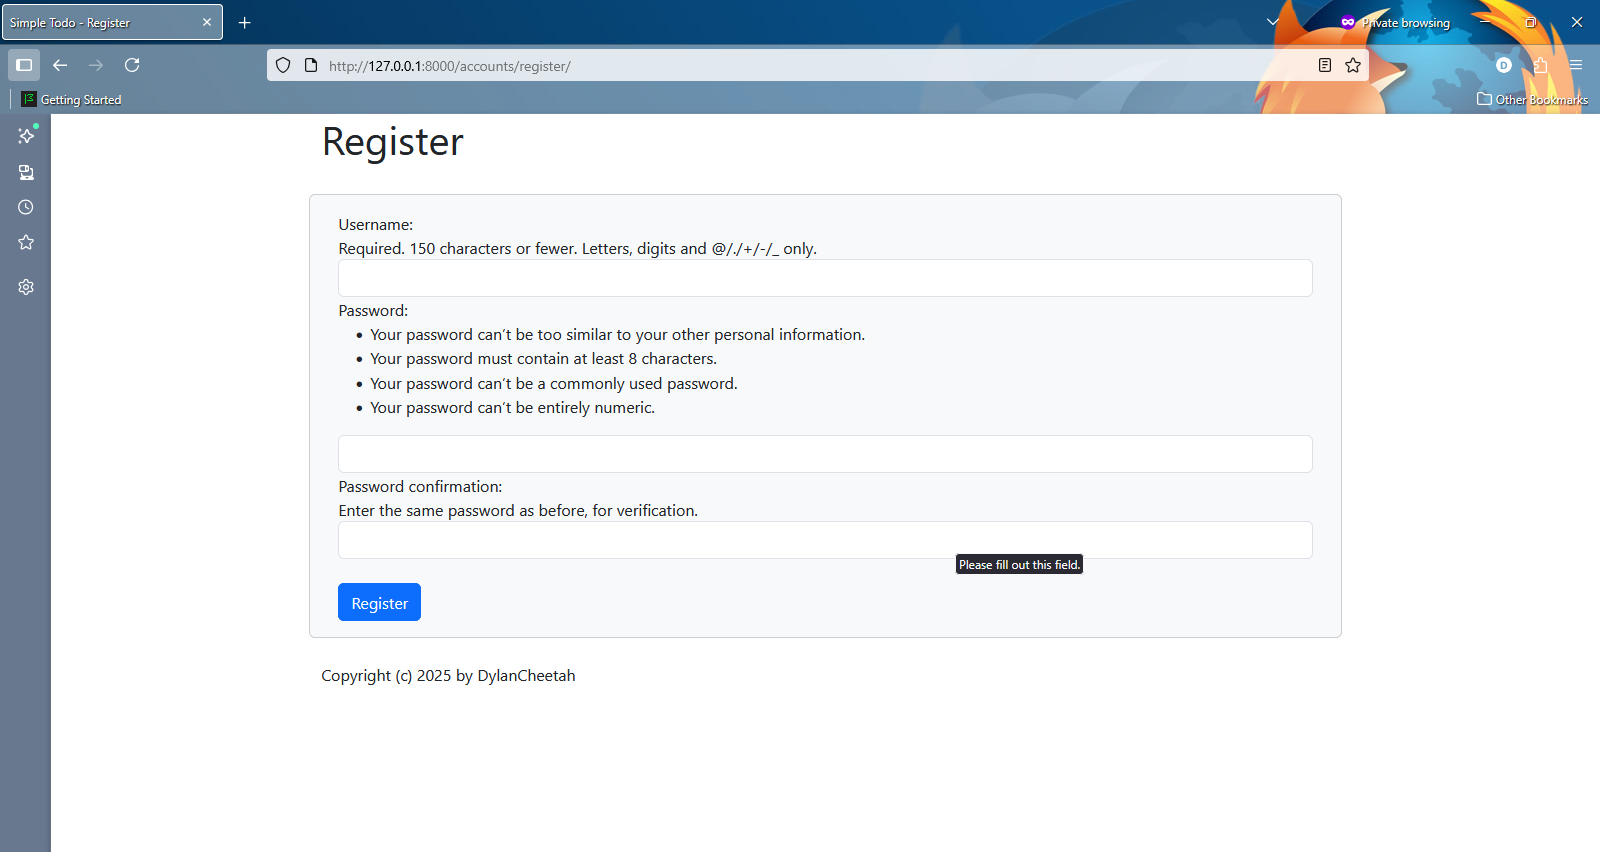 Simple Todo - Register
Private browsing
http://127.0.0.1:8000/accounts/register/
D
Getting Started
Other Bookmarks
Register
Username:
Required. 150 characters or fewer. Letters, digits and @/./+/-/_ only.
Password:
• Your password can't be too similar to your other personal information.
• Your password must contain at least 8 characters.
• Your password can't be a commonly used password.
• Your password can't be entirely numeric.
Password confirmation:
Enter the same password as before, for verification.
Please fill out this field.
Register
Copyright (c) 2025 by DylanCheetah